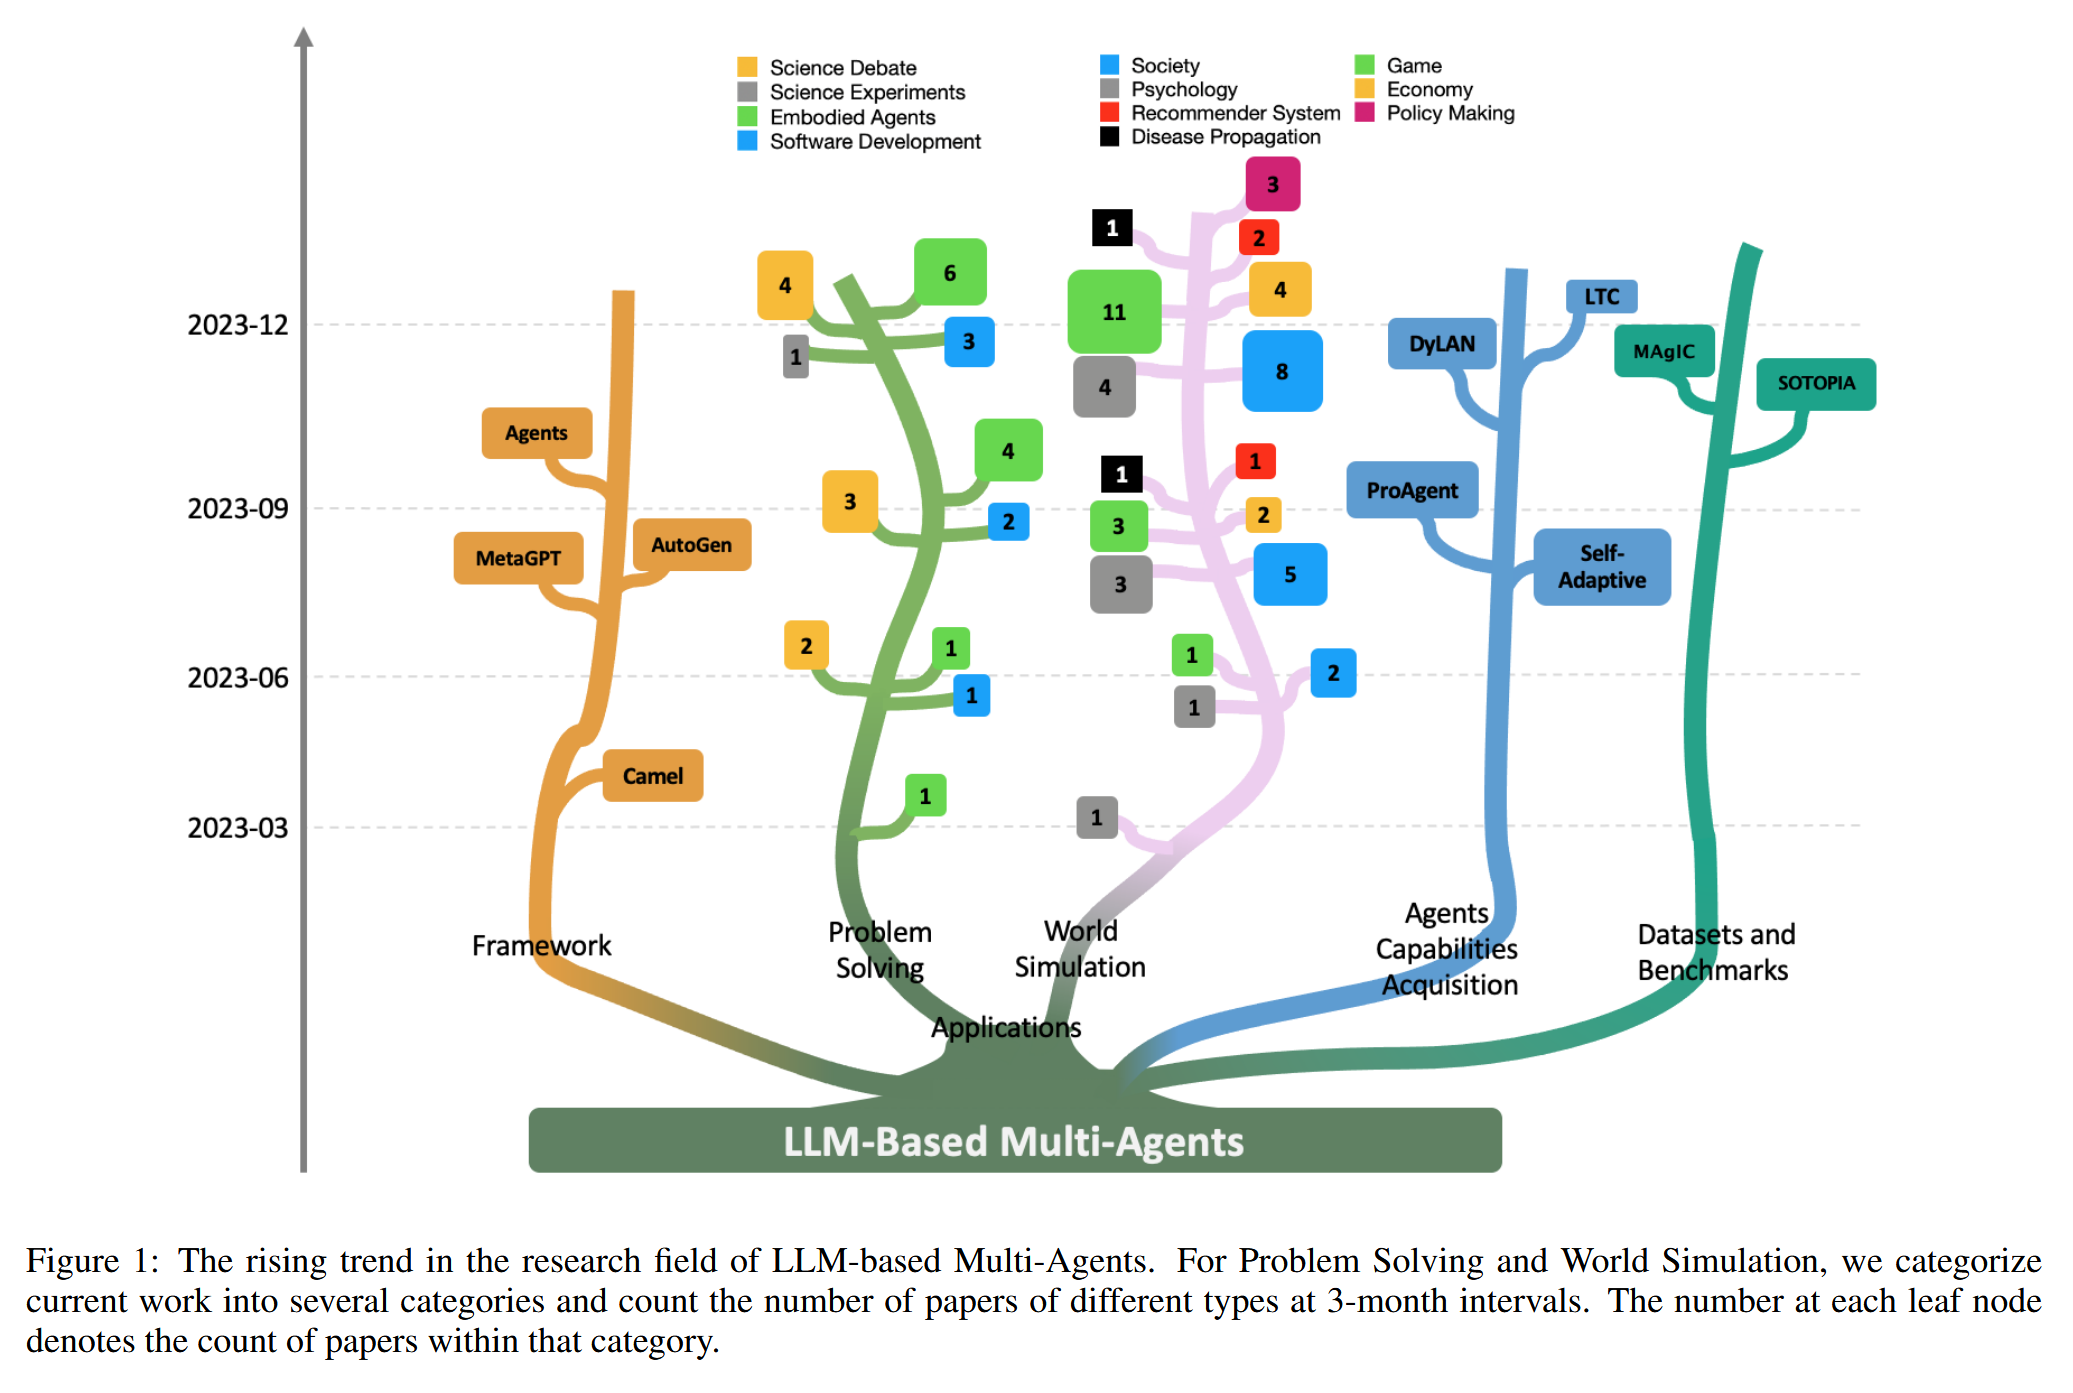 Science Debate
Science Experiments
Embodied Agents
Software Development
Society
Psychology
Recommender System
Disease Propagation
Game
Economy
Policy Making
2023-12
2023-09
2023-06
2023-03
Agents
MetaGPT
AutoGen
Camel
4
6
1
3
3
4
2
2
1
1
1
3
1
2
11
4
4
8
1
1
3
2
3
5
1
2
1
1
DyLAN
LTC
ProAgent
Self-
Adaptive
MAgIC
SOTOPIA
Framework
Problem
Solving
World
Simulation
Applications
Agents
Capabilities
Acquisition
Datasets and
Benchmarks
LLM-Based Multi-Agents
Figure 1: The rising trend in the research field of LLM-based Multi-Agents. For Problem Solving and World Simulation, we categorize
current work into several categories and count the number of papers of different types at 3-month intervals. The number at each leaf node
denotes the count of papers within that category.